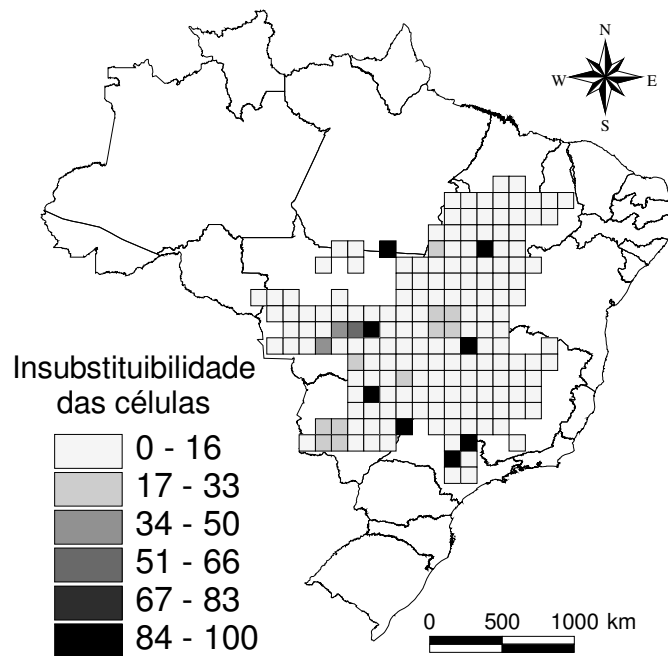 N
W E
S
Insubstituibilidade
das células
0 - 16
17 - 33
34 - 50
51 - 66
67 - 83
84 - 100
0 500 1000 km